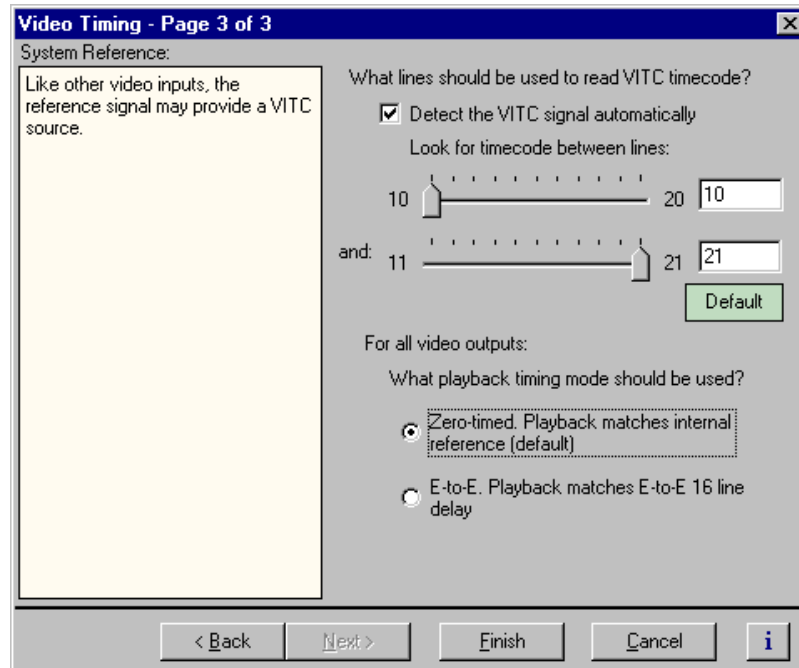 Video Timing - Page 3 of 3
System Reference:
Like other video inputs, the
reference signal may provide a VITC
source.
What lines should be used to read VITC timecode?
Detect the VITC signal automatically
Look for timecode between lines:
10 20 10
and: 11 21 21
Default
For all video outputs:
What playback timing mode should be used?
Zero-timed. Playback matches internal
reference (default)
E-to-E. Playback matches E-to-E 16 line
delay
< Back Next > Finish Cancel i